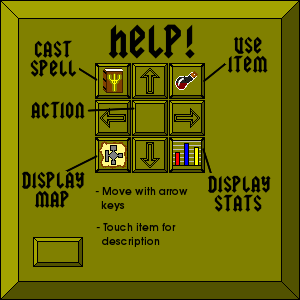 HELP!
CAST
SPELL
USE
ITEM
ACTION
DISPLAY
MAP
DISPLAY
STATS
- Move with arrow
keys
- Touch item for
description